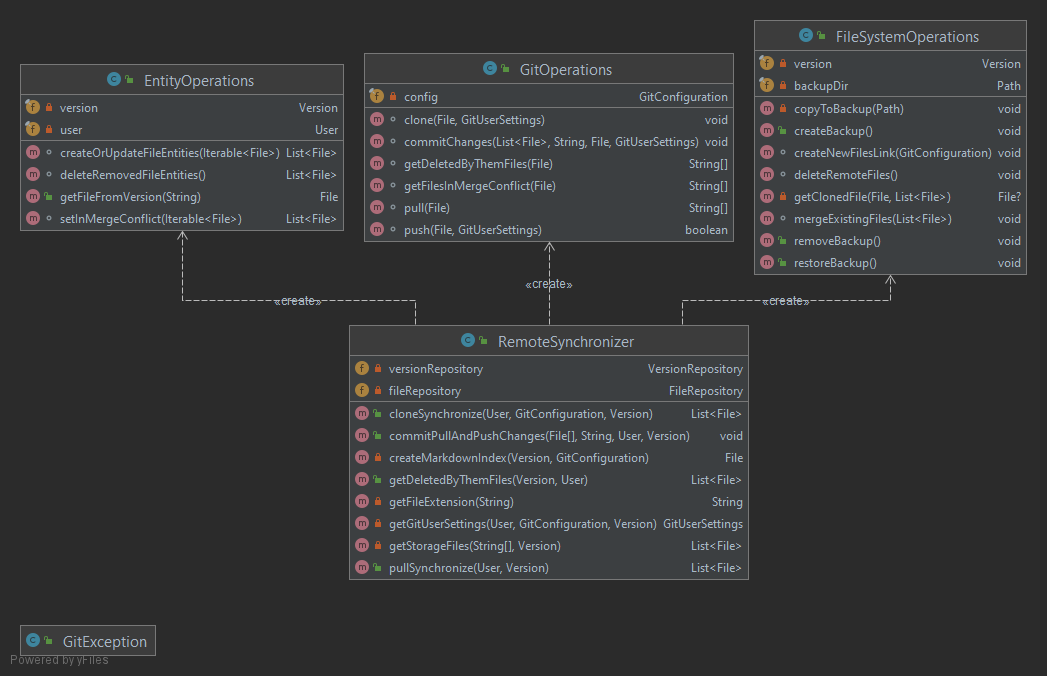 EntityOperations
version Version
user User
createOrUpdateFileEntities(Iterable<File>) List<File>
deleteRemovedFileEntities() List<File>
getFileFromVersion(String) File
setInMergeConflict(Iterable<File>) List<File>
GitOperations
config GitConfiguration
clone(File, GitUserSettings) void
commitChanges(List<File>, String, File, GitUserSettings) void
getDeletedByThemFiles(File) String[]
getFilesInMergeConflict(File) String[]
pull(File) String[]
push(File, GitUserSettings) boolean
FileSystemOperations
version Version
backupDir Path
copyToBackup(Path) void
createBackup() void
createNewFilesLink(GitConfiguration) void
deleteRemoteFiles() void
getClonedFile(File, List<File>) File?
mergeExistingFiles(List<File>) void
removeBackup() void
restoreBackup() void
«create»
«create»
«create»
RemoteSynchronizer
versionRepository VersionRepository
fileRepository FileRepository
cloneSynchronize(User, GitConfiguration, Version) List<File>
commitPullAndPushChanges(File[], String, User, Version) void
createMarkdownIndex(Version, GitConfiguration) File
getDeletedByThemFiles(Version, User) List<File>
getFileExtension(String) String
getGitUserSettings(User, GitConfiguration, Version) GitUserSettings
getStorageFiles(String[], Version) List<File>
pullSynchronize(User, Version) List<File>
GitException
Powered by yFiles